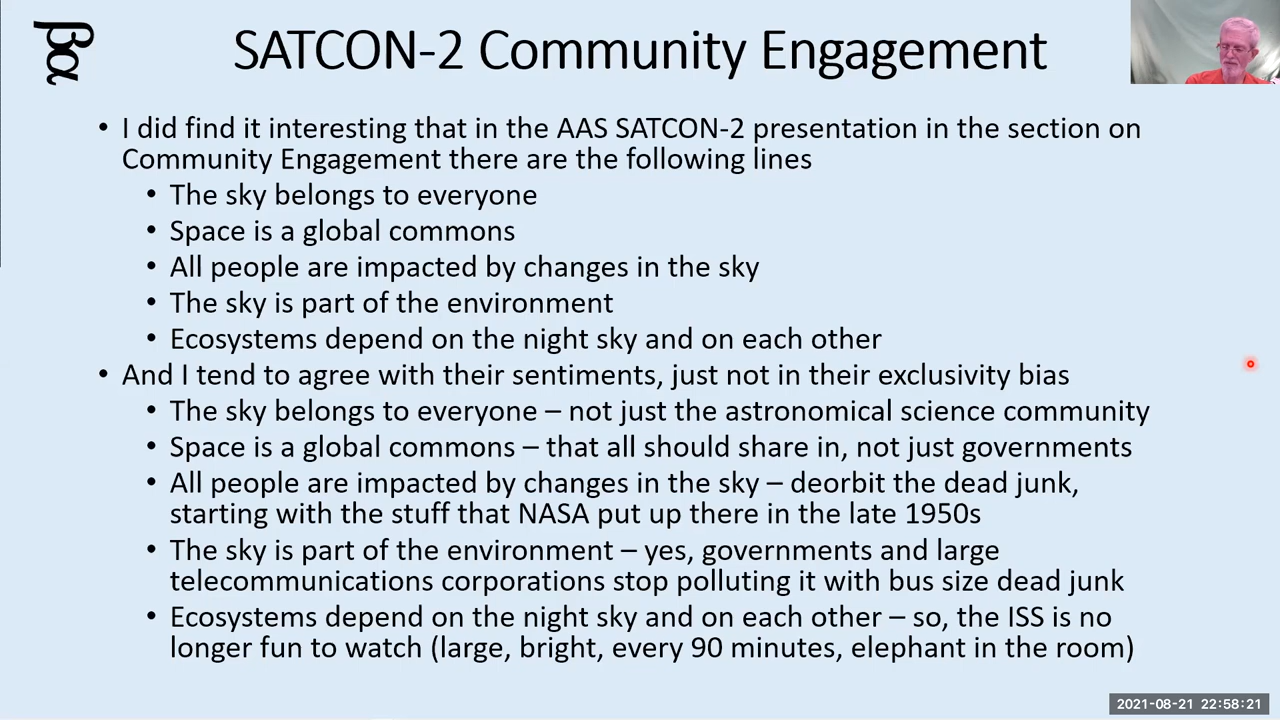 βα
SATCON-2 Community Engagement
• I did find it interesting that in the AAS SATCON-2 presentation in the section on
Community Engagement there are the following lines
• The sky belongs to everyone
• Space is a global commons
• All people are impacted by changes in the sky
• The sky is part of the environment
• Ecosystems depend on the night sky and on each other
• And I tend to agree with their sentiments, just not in their exclusivity bias
• The sky belongs to everyone – not just the astronomical science community
• Space is a global commons – that all should share in, not just governments
• All people are impacted by changes in the sky – deorbit the dead junk,
starting with the stuff that NASA put up there in the late 1950s
• The sky is part of the environment – yes, governments and large
telecommunications corporations stop polluting it with bus size dead junk
• Ecosystems depend on the night sky and on each other – so, the ISS is no
longer fun to watch (large, bright, every 90 minutes, elephant in the room)
2021-08-21 22:58:21